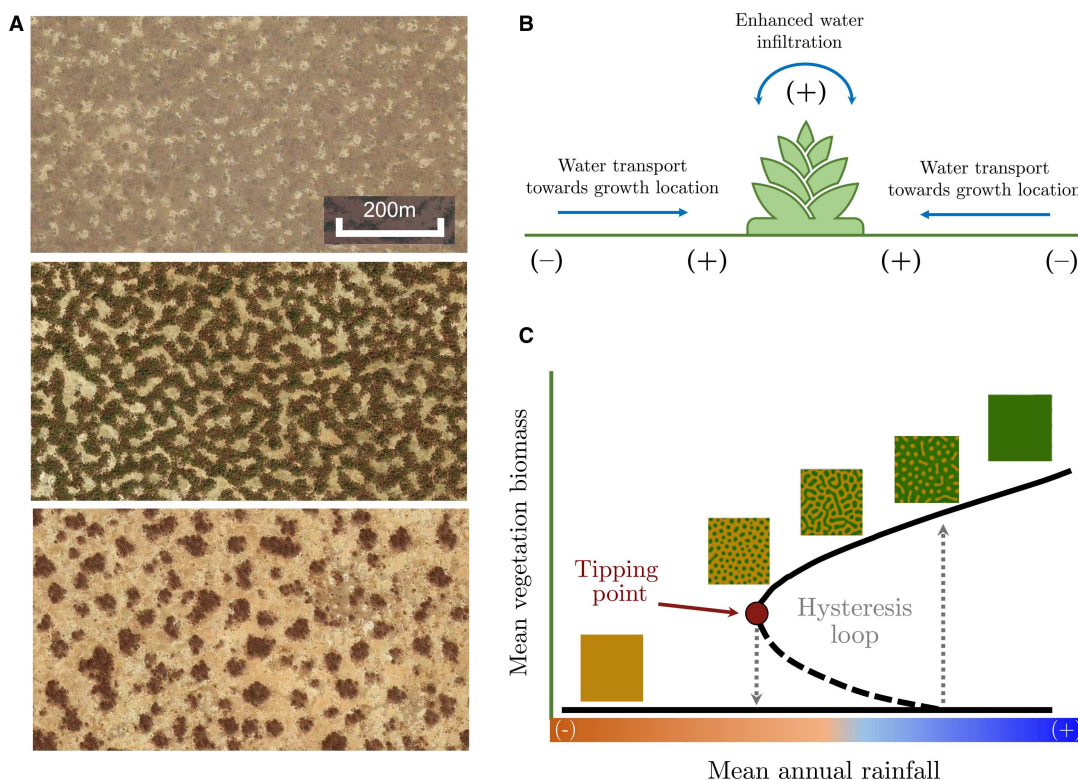 A
200m
B
Enhanced water
infiltration
(+)
Water transport
towards growth location
Water transport
towards growth location
(–)
(+)
(+)
(–)
C
Mean vegetation biomass
Tipping
point
Hysteresis
loop
(-)
(+)
Mean annual rainfall